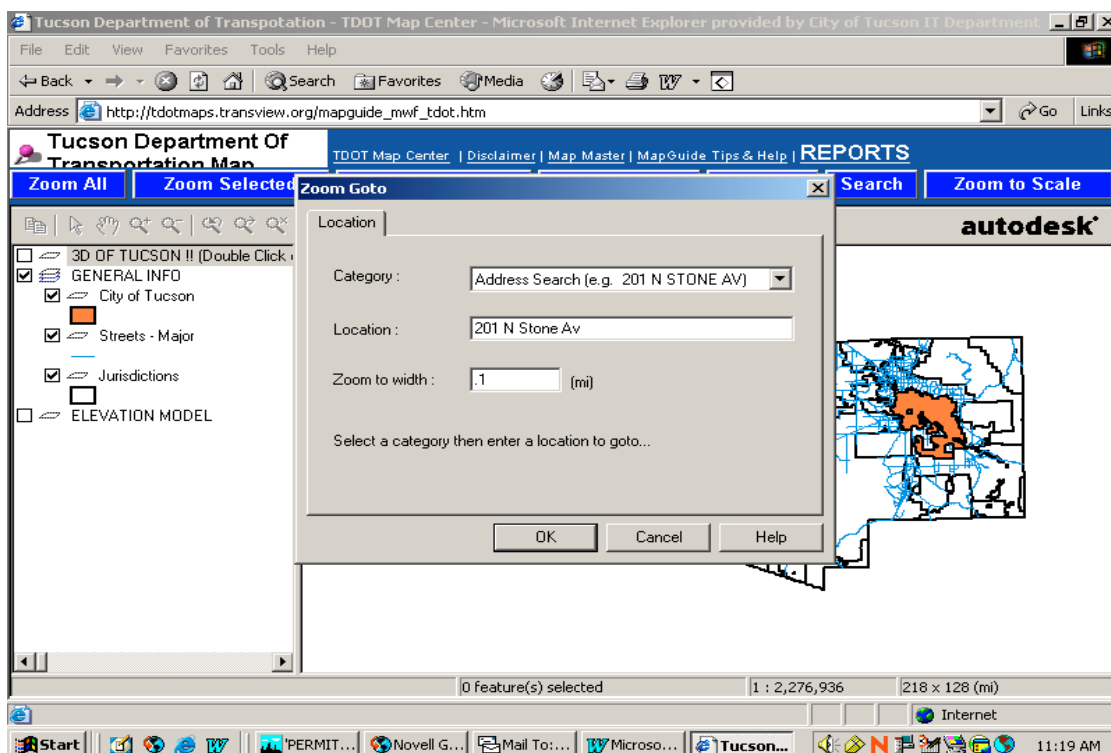 Tucson Department of Transpotation - TDOT Map Center - Microsoft Internet Explorer provided by City of Tucson IT Department
File Edit View Favorites Tools Help
Back Search Favorites Media
Address http://tdotmaps.transview.org/mapguide_mwf_tdot.htm Go Links
Tucson Department Of
Transportation Map
TDOT Map Center | Disclaimer | Map Master | MapGuide Tips & Help | REPORTS
Zoom All Zoom Selected Search Zoom to Scale
Zoom Goto
autodesk
Location
3D OF TUCSON !! (Double Click
GENERAL INFO
City of Tucson
Streets - Major
Jurisdictions
ELEVATION MODEL
Category : Address Search (e.g. 201 N STONE AV)
Location : 201 N Stone Av
Zoom to width : .1 (mi)
Select a category then enter a location to goto...
OK Cancel Help
0 feature(s) selected 1 : 2,276,936 218 x 128 (mi)
Internet
Start 'PERMIT... Novell G... Mail To:... Microso... Tucson... 11:19 AM